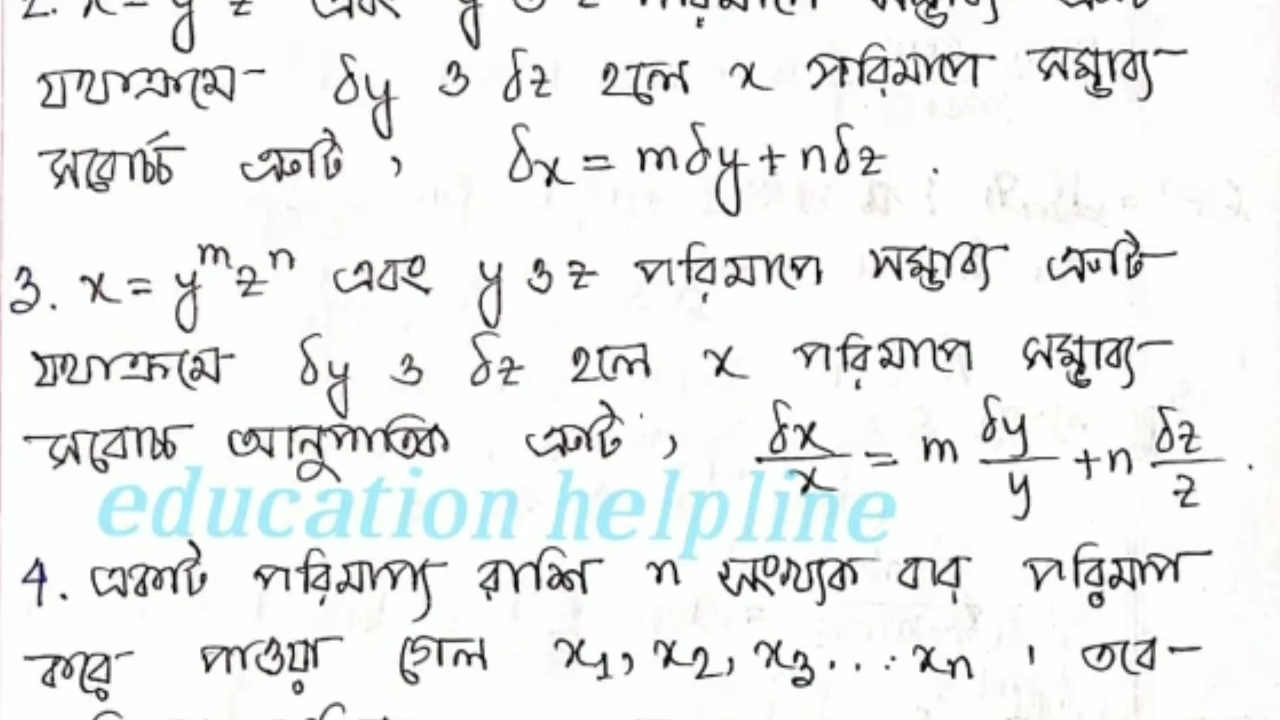 যথাক্রমে δy ও δz হলে x পরিমাপে সম্ভাব্য
সর্বোচ্চ ত্রুটি, δx = mδy + nδz .
3. x = y^m z^n এবং y ও z পরিমাপে সম্ভাব্য ত্রুটি
যথাক্রমে δy ও δz হলে x পরিমাপে সম্ভাব্য
সর্বোচ্চ আনুপাতিক ত্রুটি, δx/x = m δy/y + n δz/z .
education helpline
4. একটি পরিমাপ্য রাশি n সংখ্যক বার পরিমাপ
করে পাওয়া গেল x₁, x₂, x₃... xn । তবে